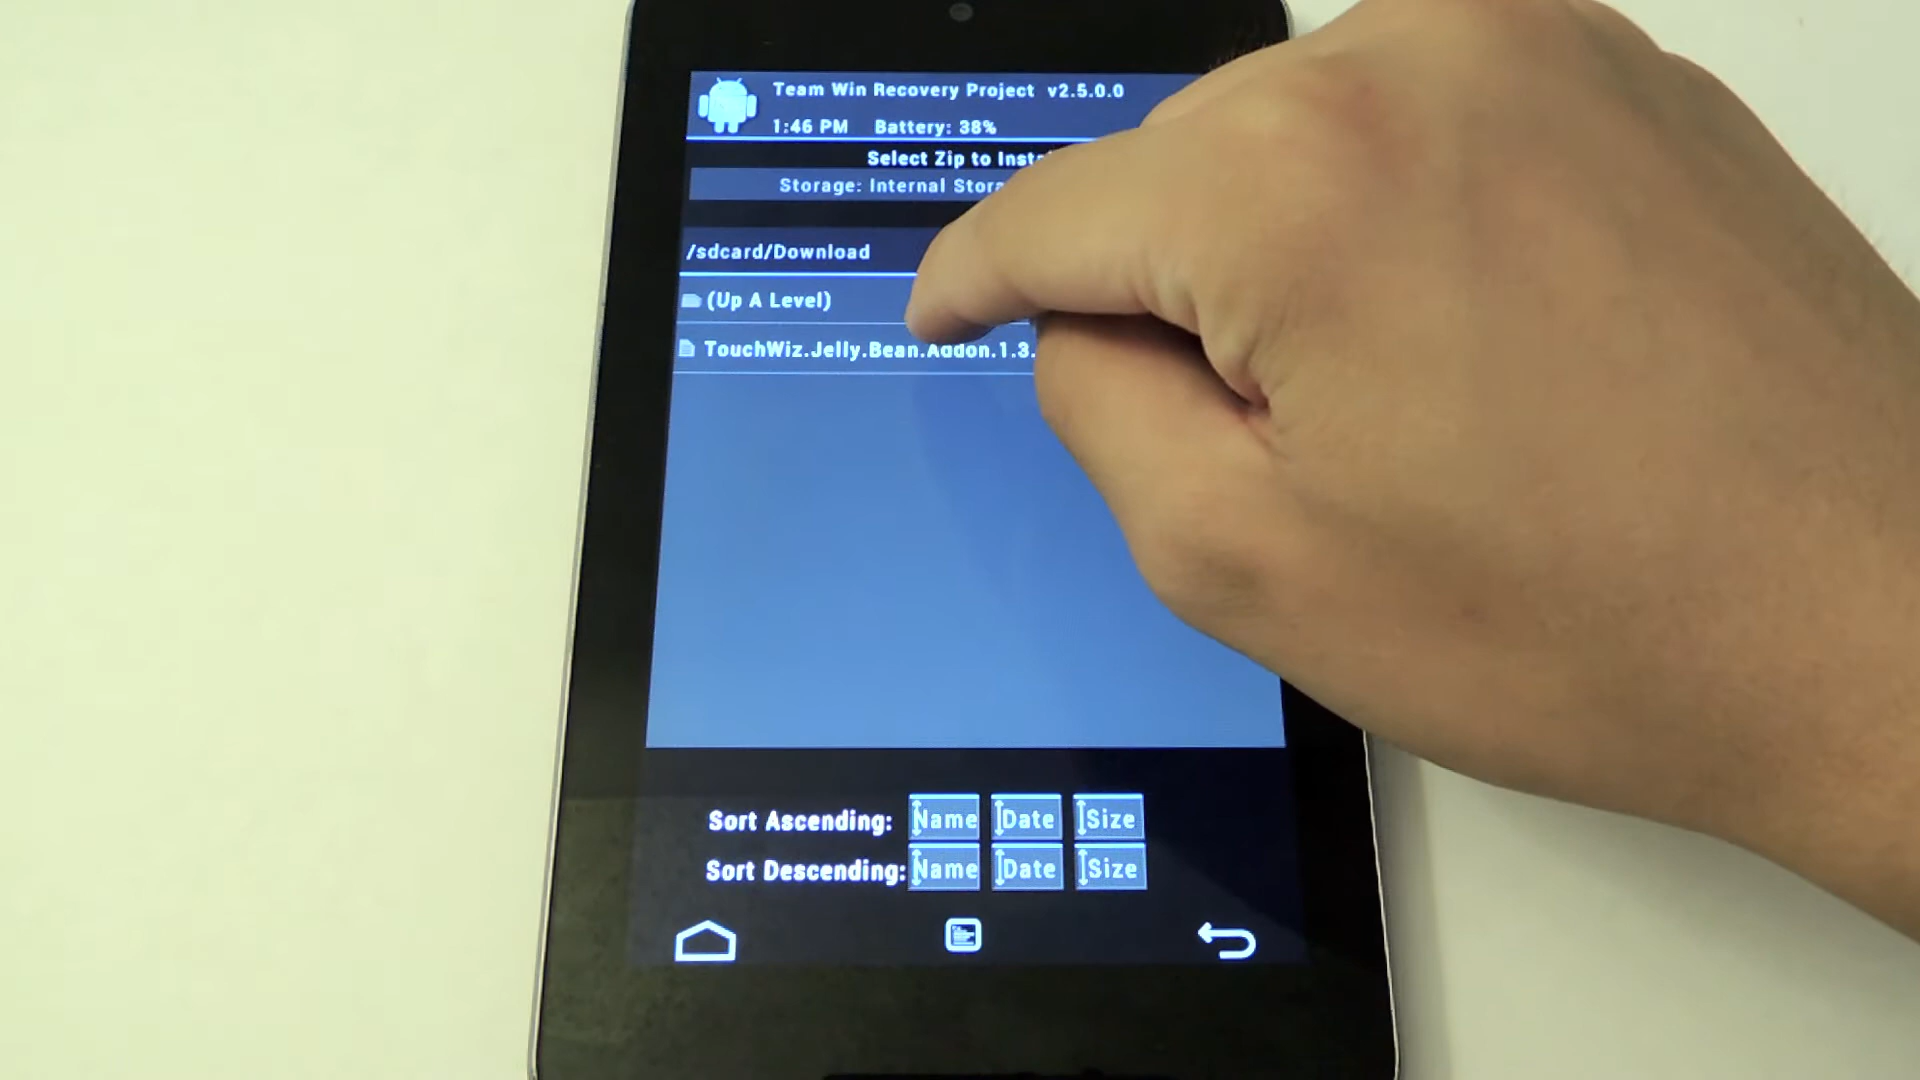 Team Win Recovery Project v2.5.0.0
1:46 PM Battery: 38%
Select Zip to
Storage: Internal
/sdcard/Download
(Up A Level)
TouchWiz.Jelly.Bean.Addon.1.3.
Sort Ascending: Name Date Size
Sort Descending: Name Date Size